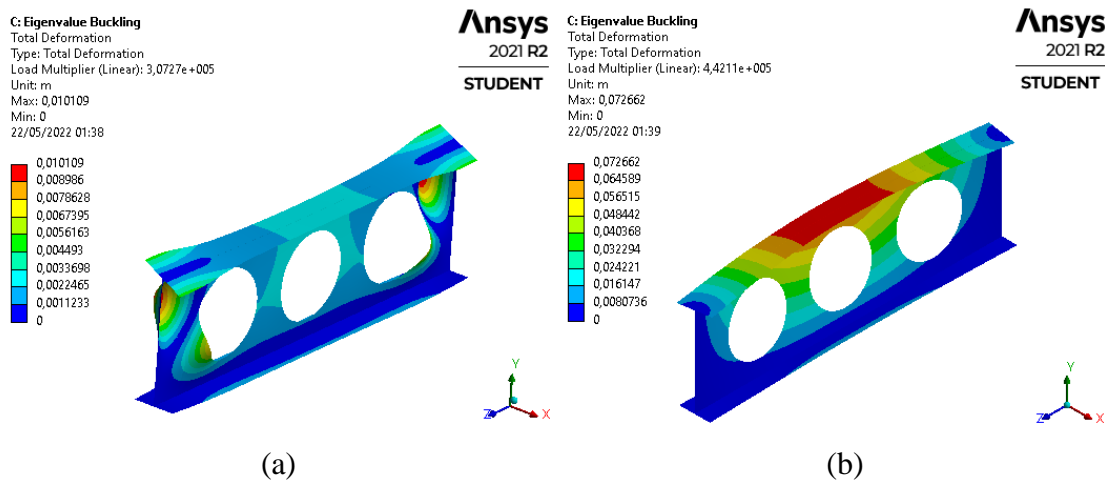 C: Eigenvalue Buckling
Total Deformation
Type: Total Deformation
Load Multiplier (Linear): 3,0727e+005
Unit: m
Max: 0,010109
Min: 0
22/05/2022 01:38
Ansys
2021 R2
STUDENT
0,010109
0,008986
0,0078628
0,0067395
0,0056163
0,004493
0,0033698
0,0022465
0,0011233
0
Y
Z
X
(a)
C: Eigenvalue Buckling
Total Deformation
Type: Total Deformation
Load Multiplier (Linear): 4,4211e+005
Unit: m
Max: 0,072662
Min: 0
22/05/2022 01:39
Ansys
2021 R2
STUDENT
0,072662
0,064589
0,056515
0,048442
0,040368
0,032294
0,024221
0,016147
0,0080736
0
Y
Z
X
(b)